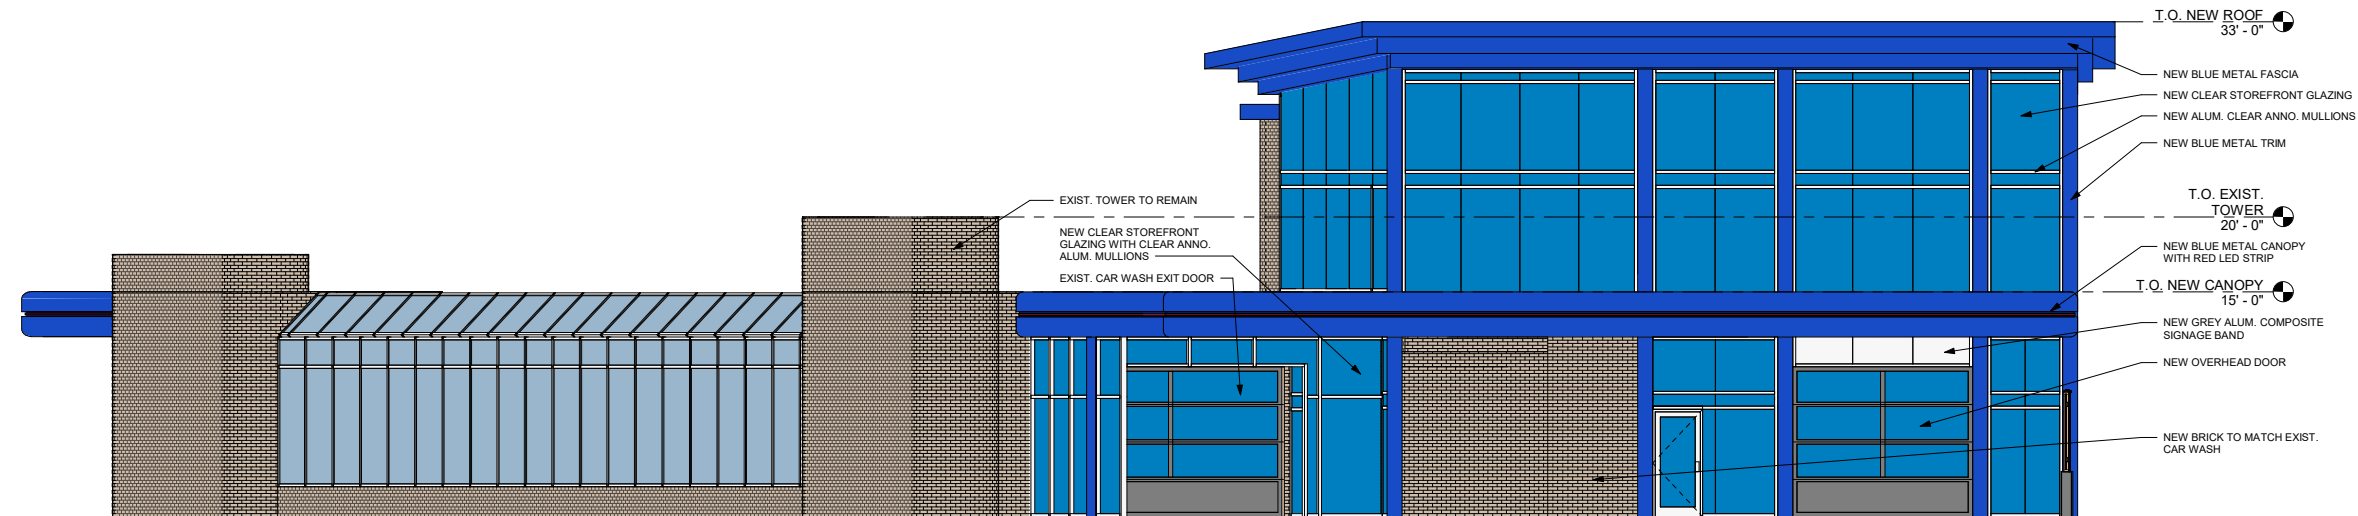 T.O. NEW ROOF
33' - 0"
NEW BLUE METAL FASCIA
NEW CLEAR STOREFRONT GLAZING
NEW ALUM. CLEAR ANNO. MULLIONS
NEW BLUE METAL TRIM
T.O. EXIST.
TOWER
20' - 0"
EXIST. TOWER TO REMAIN
NEW CLEAR STOREFRONT
GLAZING WITH CLEAR ANNO.
ALUM. MULLIONS
EXIST. CAR WASH EXIT DOOR
NEW BLUE METAL CANOPY
WITH RED LED STRIP
T.O. NEW CANOPY
15' - 0"
NEW GREY ALUM. COMPOSITE
SIGNAGE BAND
NEW OVERHEAD DOOR
NEW BRICK TO MATCH EXIST.
CAR WASH